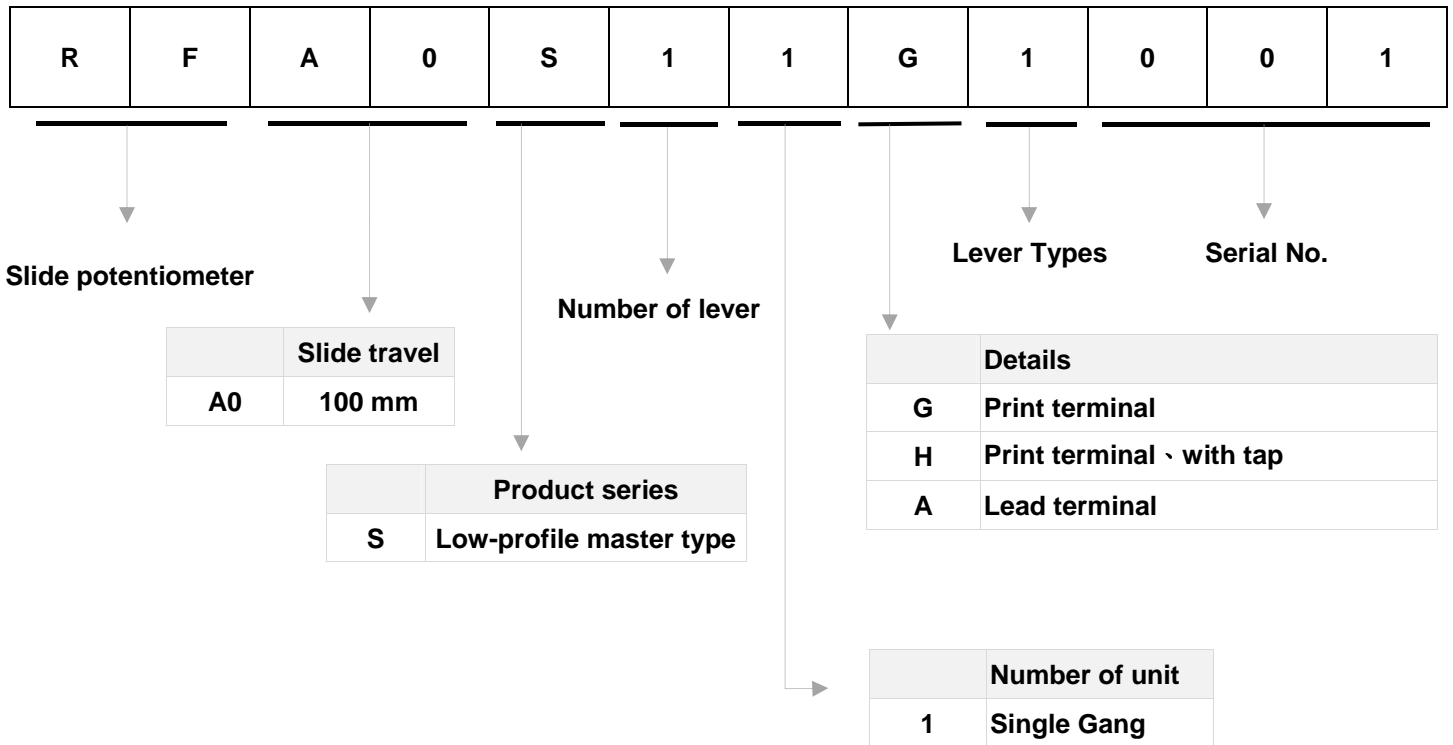 R F A 0 S 1 1 G 1 0 0 1
Slide potentiometer
Lever Types
Serial No.
Number of lever
Slide travel
A0 100 mm
Product series
S Low-profile master type
Details
G Print terminal
H Print terminal、with tap
A Lead terminal
Number of unit
1 Single Gang